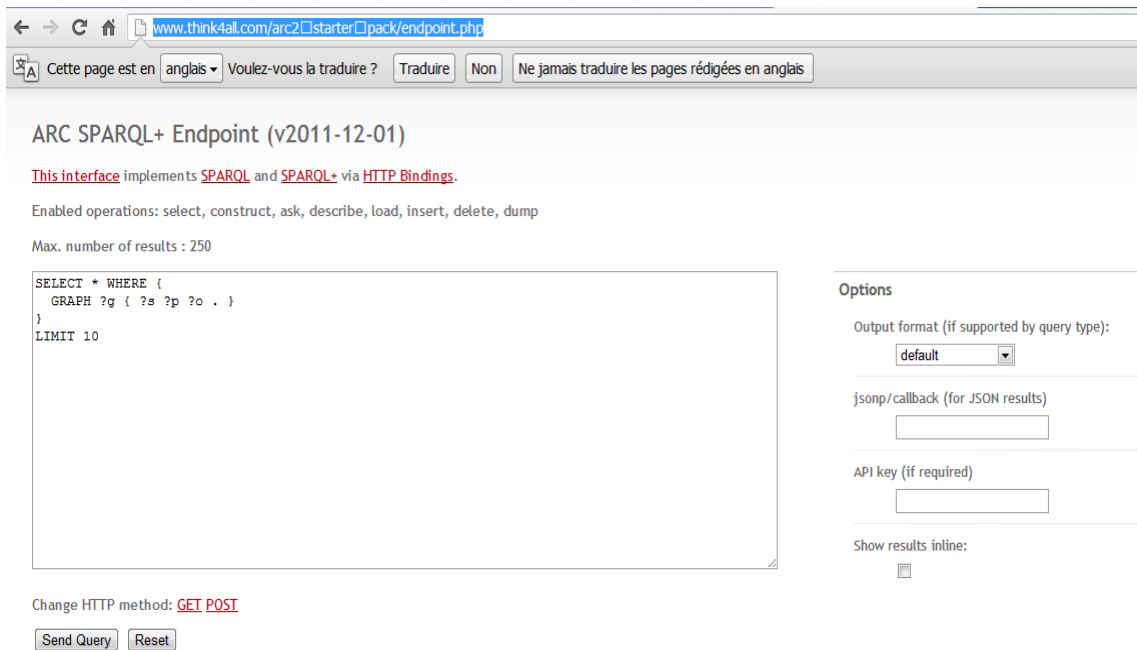 www.think4all.com/arc2□starter□pack/endpoint.php
Cette page est en anglais Voulez-vous la traduire ? Traduire Non Ne jamais traduire les pages rédigées en anglais
ARC SPARQL+ Endpoint (v2011-12-01)
This interface implements SPARQL and SPARQL+ via HTTP Bindings.
Enabled operations: select, construct, ask, describe, load, insert, delete, dump
Max. number of results : 250
SELECT * WHERE {
  GRAPH ?g { ?s ?p ?o . }
}
LIMIT 10
Options
Output format (if supported by query type):
default
jsonp/callback (for JSON results)
API key (if required)
Show results inline:
Change HTTP method: GET POST
Send Query Reset